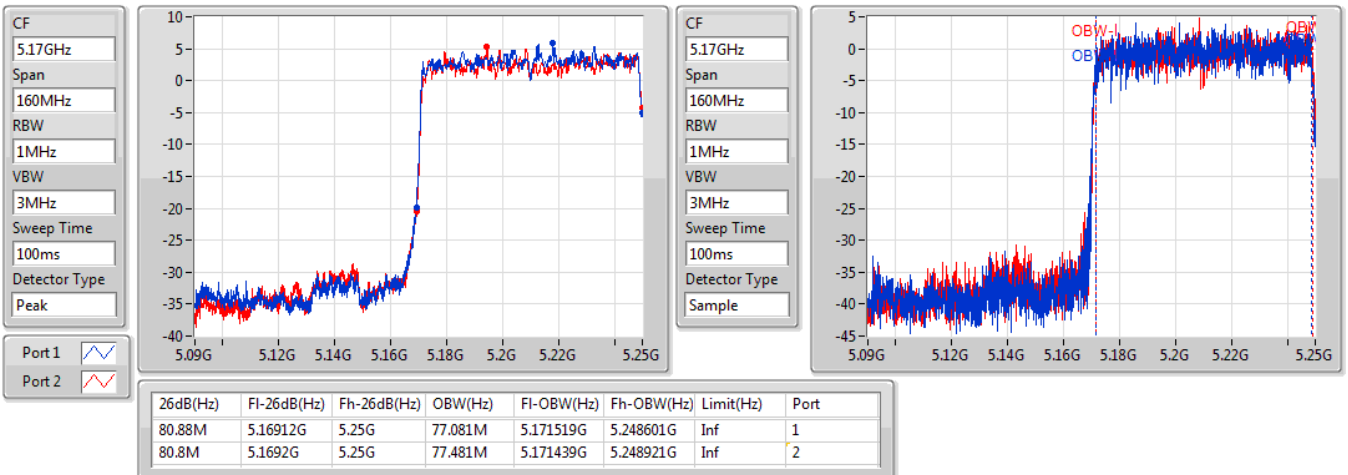 CF
5.17GHz
Span
160MHz
RBW
1MHz
VBW
3MHz
Sweep Time
100ms
Detector Type
Peak
Port 1
Port 2
10
5
0
-5
-10
-15
-20
-25
-30
-35
-40
5.09G 5.12G 5.14G 5.16G 5.18G 5.2G 5.22G 5.25G
CF
5.17GHz
Span
160MHz
RBW
1MHz
VBW
3MHz
Sweep Time
100ms
Detector Type
Sample
5
0
-5
-10
-15
-20
-25
-30
-35
-40
-45
OBW-l
5.09G 5.12G 5.14G 5.16G 5.18G 5.2G 5.22G 5.25G
26dB(Hz) Fl-26dB(Hz) Fh-26dB(Hz) OBW(Hz) Fl-OBW(Hz) Fh-OBW(Hz) Limit(Hz) Port
80.88M 5.16912G 5.25G 77.081M 5.171519G 5.248601G Inf 1
80.8M 5.1692G 5.25G 77.481M 5.171439G 5.248921G Inf 2